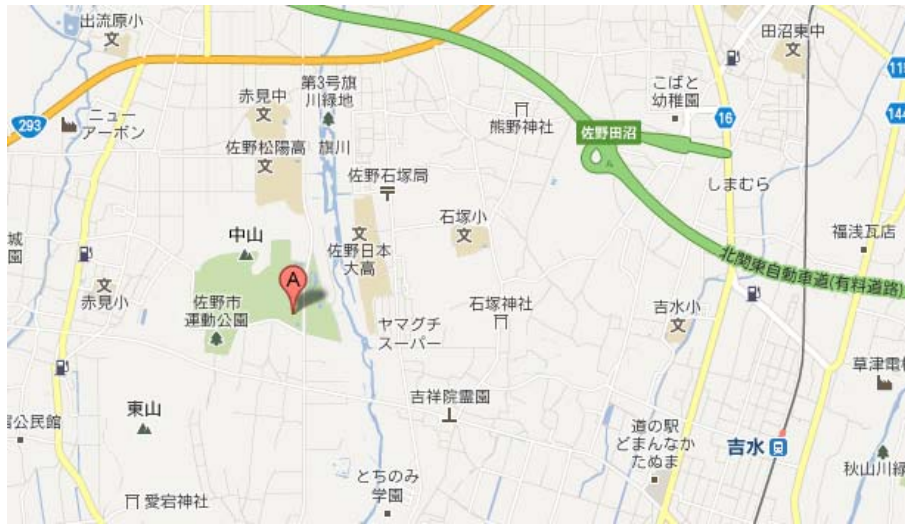 出流原小
田沼東中
第3号旗
川緑地
こばと
幼稚園
115
赤見中
293
ニュー
アーボン
熊野神社
16
144
佐野田沼
佐野松陽高
旗川
佐野石塚局
しまむら
石塚小
中山
佐野日本
大高
福浅瓦店
城
園
北関東自動車道(有料道路)
A
赤見小
佐野市
運動公園
石塚神社
吉水小
ヤマグチ
スーパー
草津電機
吉祥院霊園
東山
公民館
道の駅
どまんなか
たぬま
吉水
秋山川緑
とちのみ
学園
愛宕神社